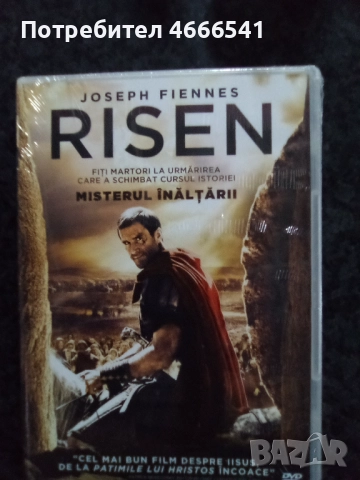 Потребител 4666541
JOSEPH FIENNES
RISEN
FIȚI MARTORI LA URMĂRIREA
CARE A SCHIMBAT CURSUL ISTORIEI
MISTERUL ÎNĂLȚĂRII
"CEL MAI BUN FILM DESPRE IISUS
DE LA PATIMILE LUI HRISTOS ÎNCOACE"
DVD
BAZAR